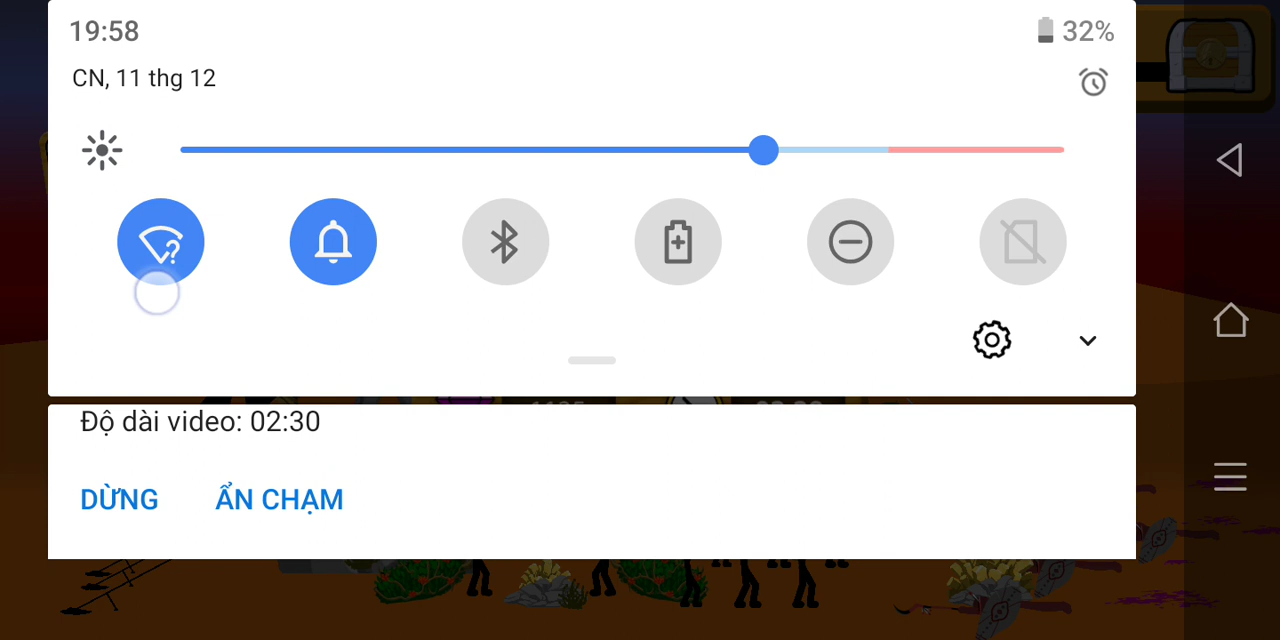 19:58
32%
CN, 11 thg 12
Độ dài video: 02:30
DỪNG
ẨN CHẠM